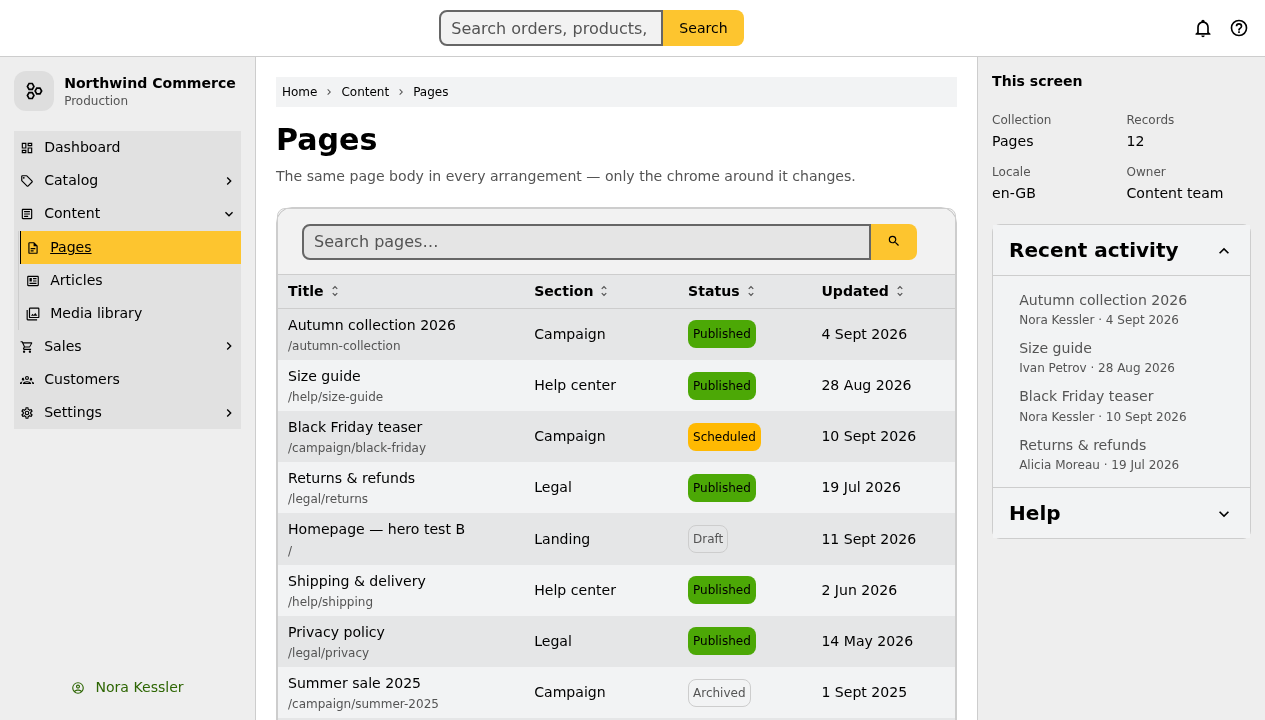 Search orders, products,
Search
Northwind Commerce
Production
Dashboard
Catalog
Content
Pages
Articles
Media library
Sales
Customers
Settings
Nora Kessler
Home › Content › Pages
Pages
The same page body in every arrangement — only the chrome around it changes.
Search pages…
Title Section Status Updated
Autumn collection 2026
/autumn-collection
Campaign Published 4 Sept 2026
Size guide
/help/size-guide
Help center Published 28 Aug 2026
Black Friday teaser
/campaign/black-friday
Campaign Scheduled 10 Sept 2026
Returns & refunds
/legal/returns
Legal Published 19 Jul 2026
Homepage — hero test B
/
Landing Draft 11 Sept 2026
Shipping & delivery
/help/shipping
Help center Published 2 Jun 2026
Privacy policy
/legal/privacy
Legal Published 14 May 2026
Summer sale 2025
/campaign/summer-2025
Campaign Archived 1 Sept 2025
This screen
Collection Records
Pages 12
Locale Owner
en-GB Content team
Recent activity
Autumn collection 2026
Nora Kessler · 4 Sept 2026
Size guide
Ivan Petrov · 28 Aug 2026
Black Friday teaser
Nora Kessler · 10 Sept 2026
Returns & refunds
Alicia Moreau · 19 Jul 2026
Help